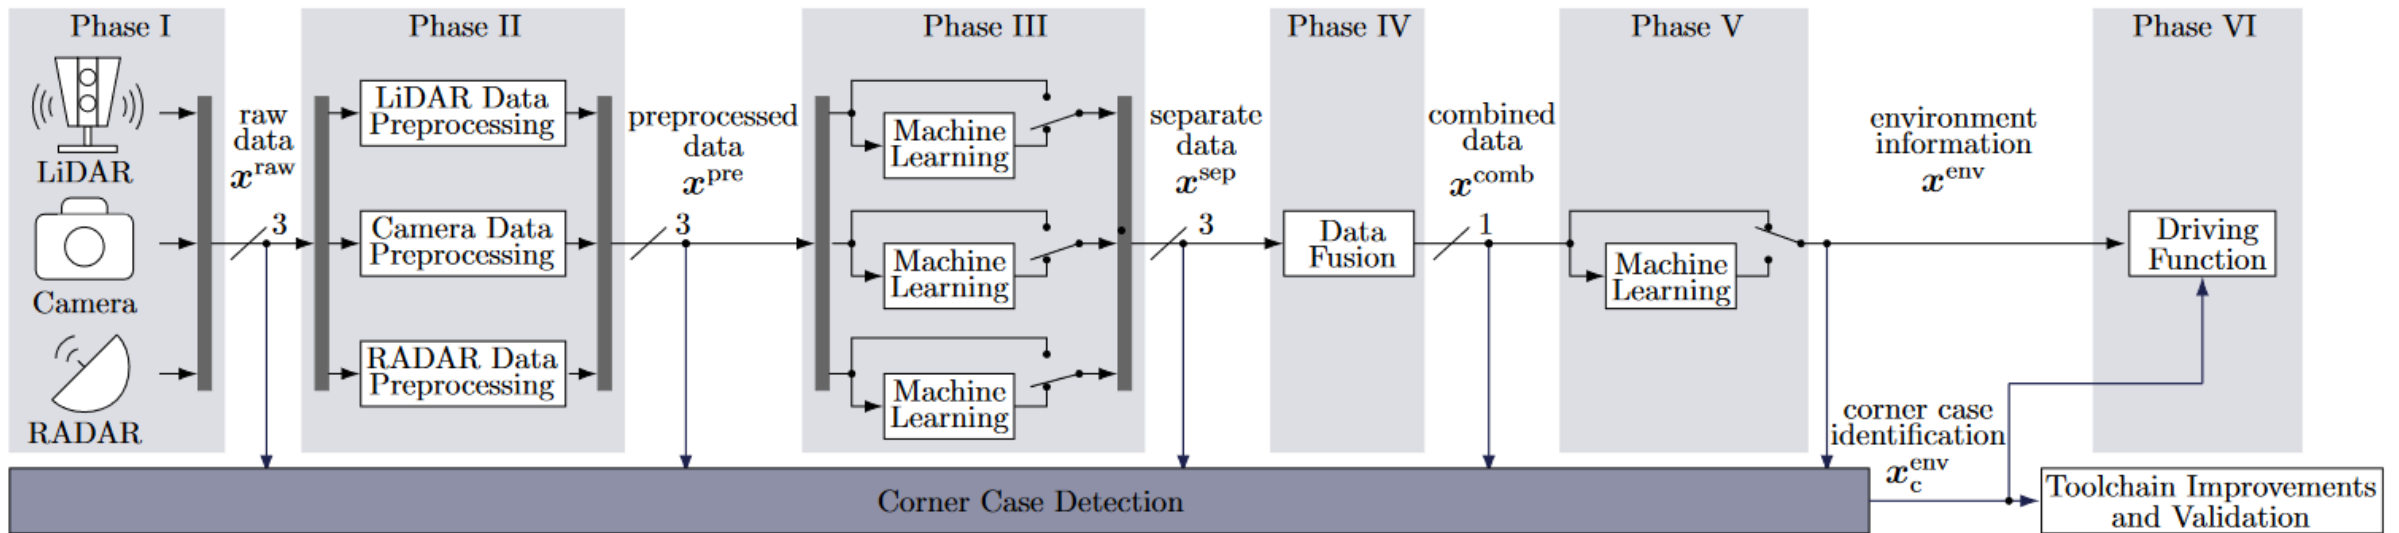 Phase I
Phase II
Phase III
Phase IV
Phase V
Phase VI
LiDAR
Camera
RADAR
raw
data
x^raw
3
LiDAR Data
Preprocessing
Camera Data
Preprocessing
RADAR Data
Preprocessing
preprocessed
data
x^pre
3
Machine
Learning
Machine
Learning
Machine
Learning
separate
data
x^sep
3
Data
Fusion
combined
data
x^comb
1
Machine
Learning
environment
information
x^env
Driving
Function
corner case
identification
x_c^env
Corner Case Detection
Toolchain Improvements
and Validation